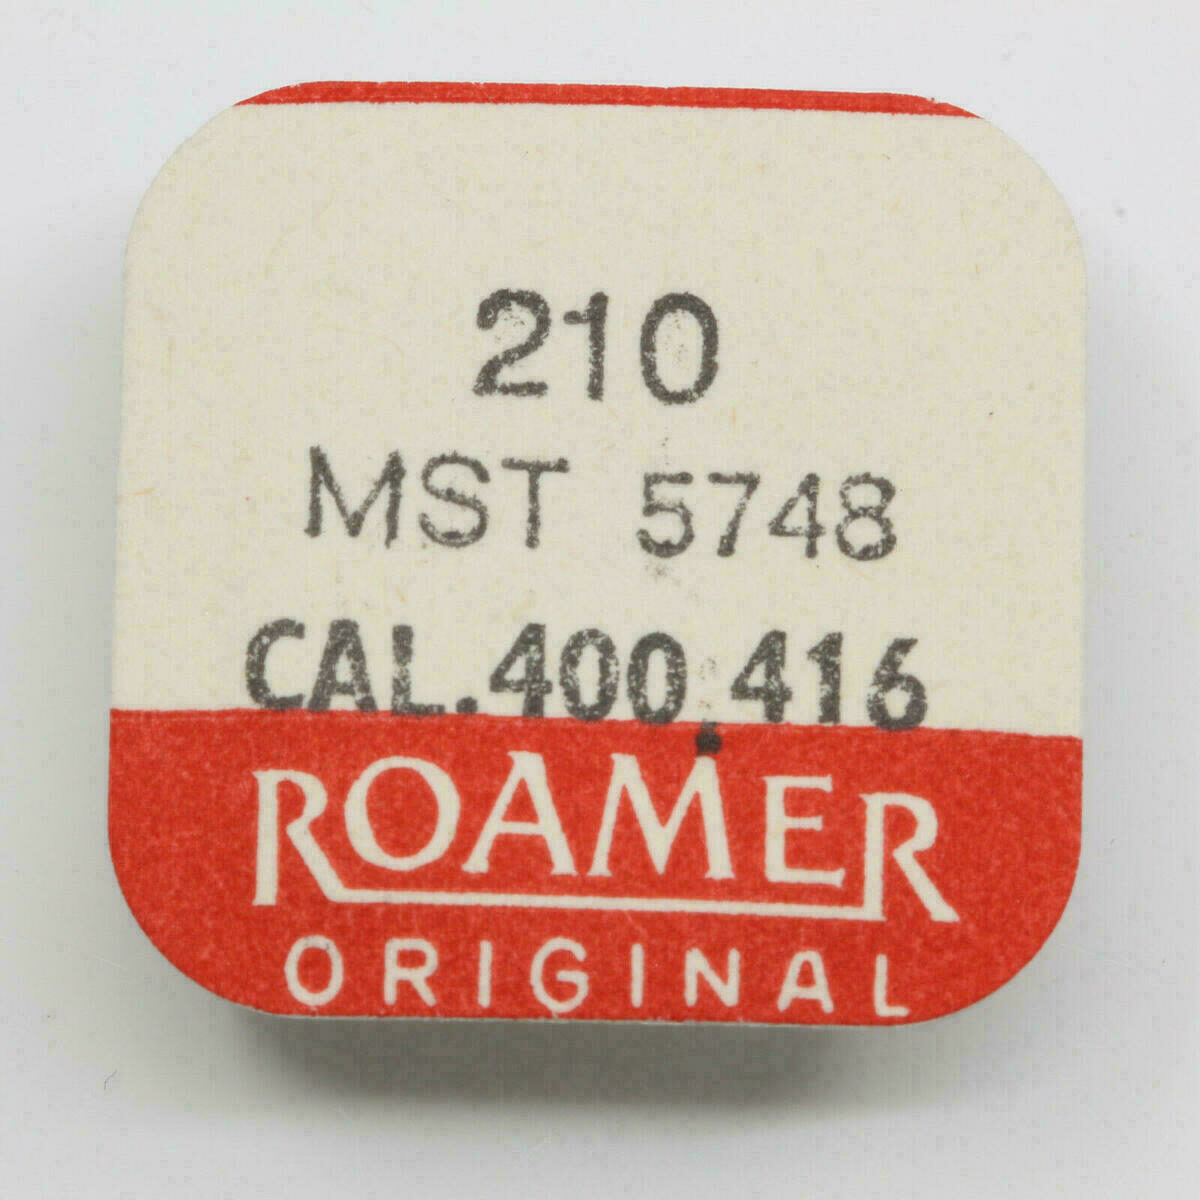 210
MST 5748
CAL. 400, 416
ROAMER
ORIGINAL